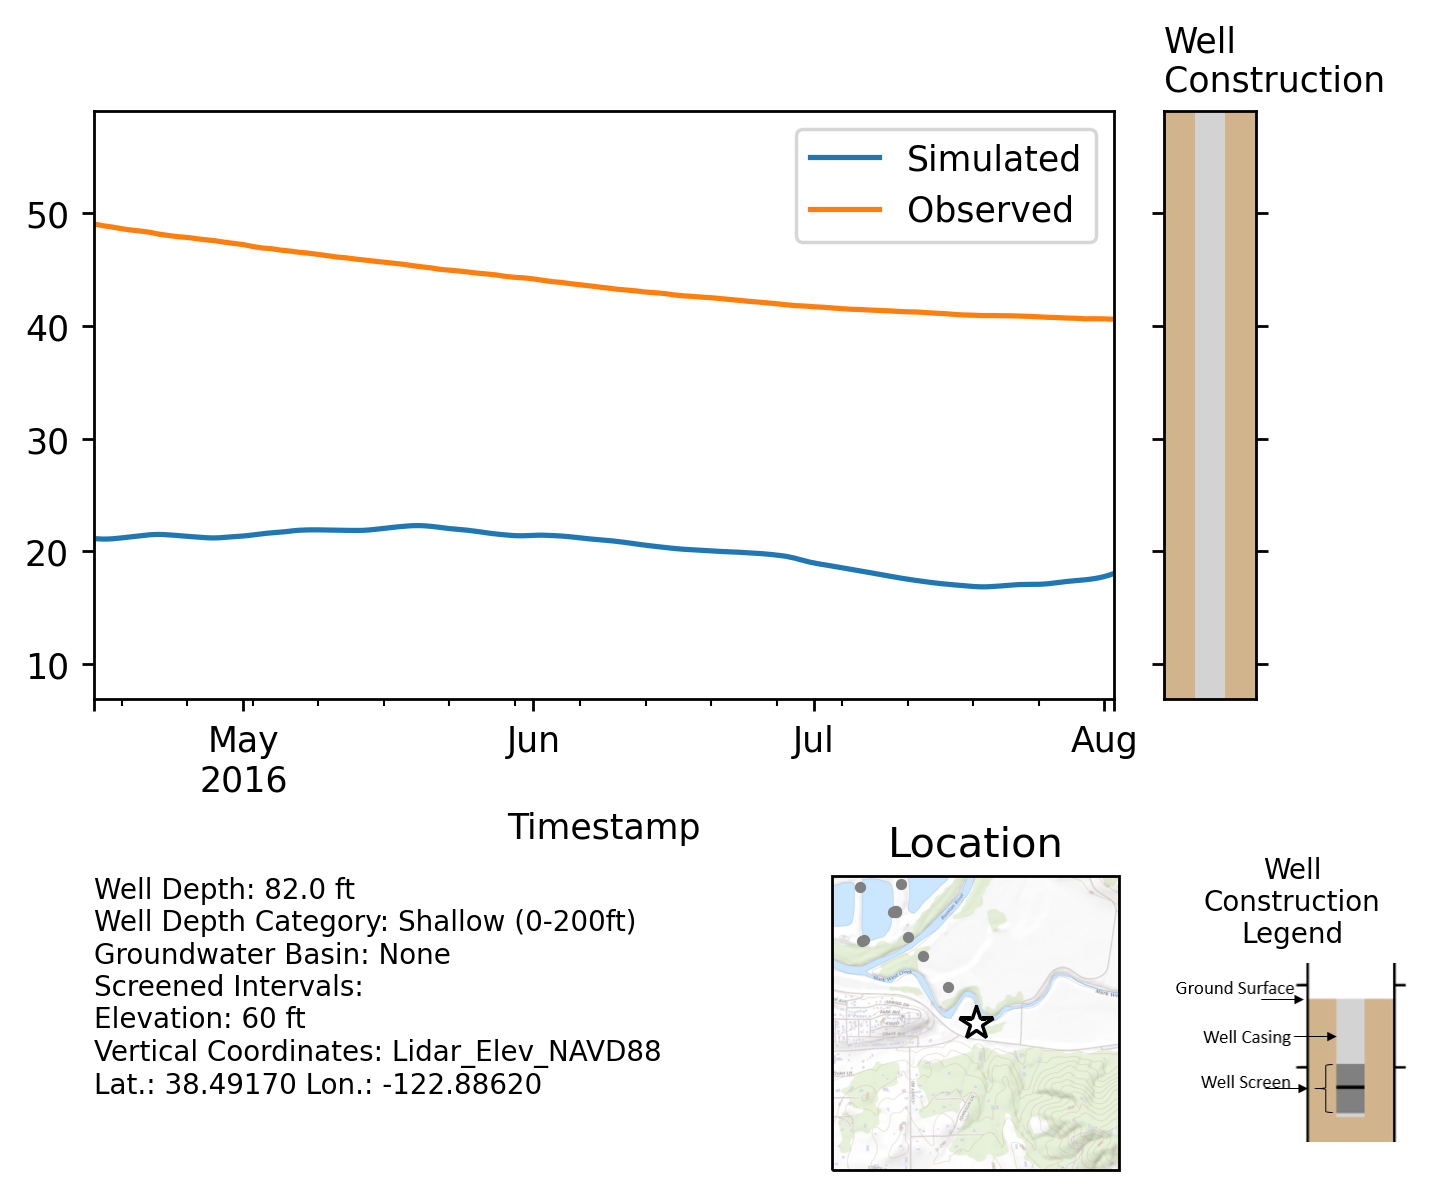 Well
Construction
Simulated
Observed
50
40
30
20
10
May
2016
Jun
Jul
Aug
Timestamp
Well Depth: 82.0 ft
Well Depth Category: Shallow (0-200ft)
Groundwater Basin: None
Screened Intervals:
Elevation: 60 ft
Vertical Coordinates: Lidar_Elev_NAVD88
Lat.: 38.49170 Lon.: -122.88620
Location
Well
Construction
Legend
Ground Surface
Well Casing
Well Screen